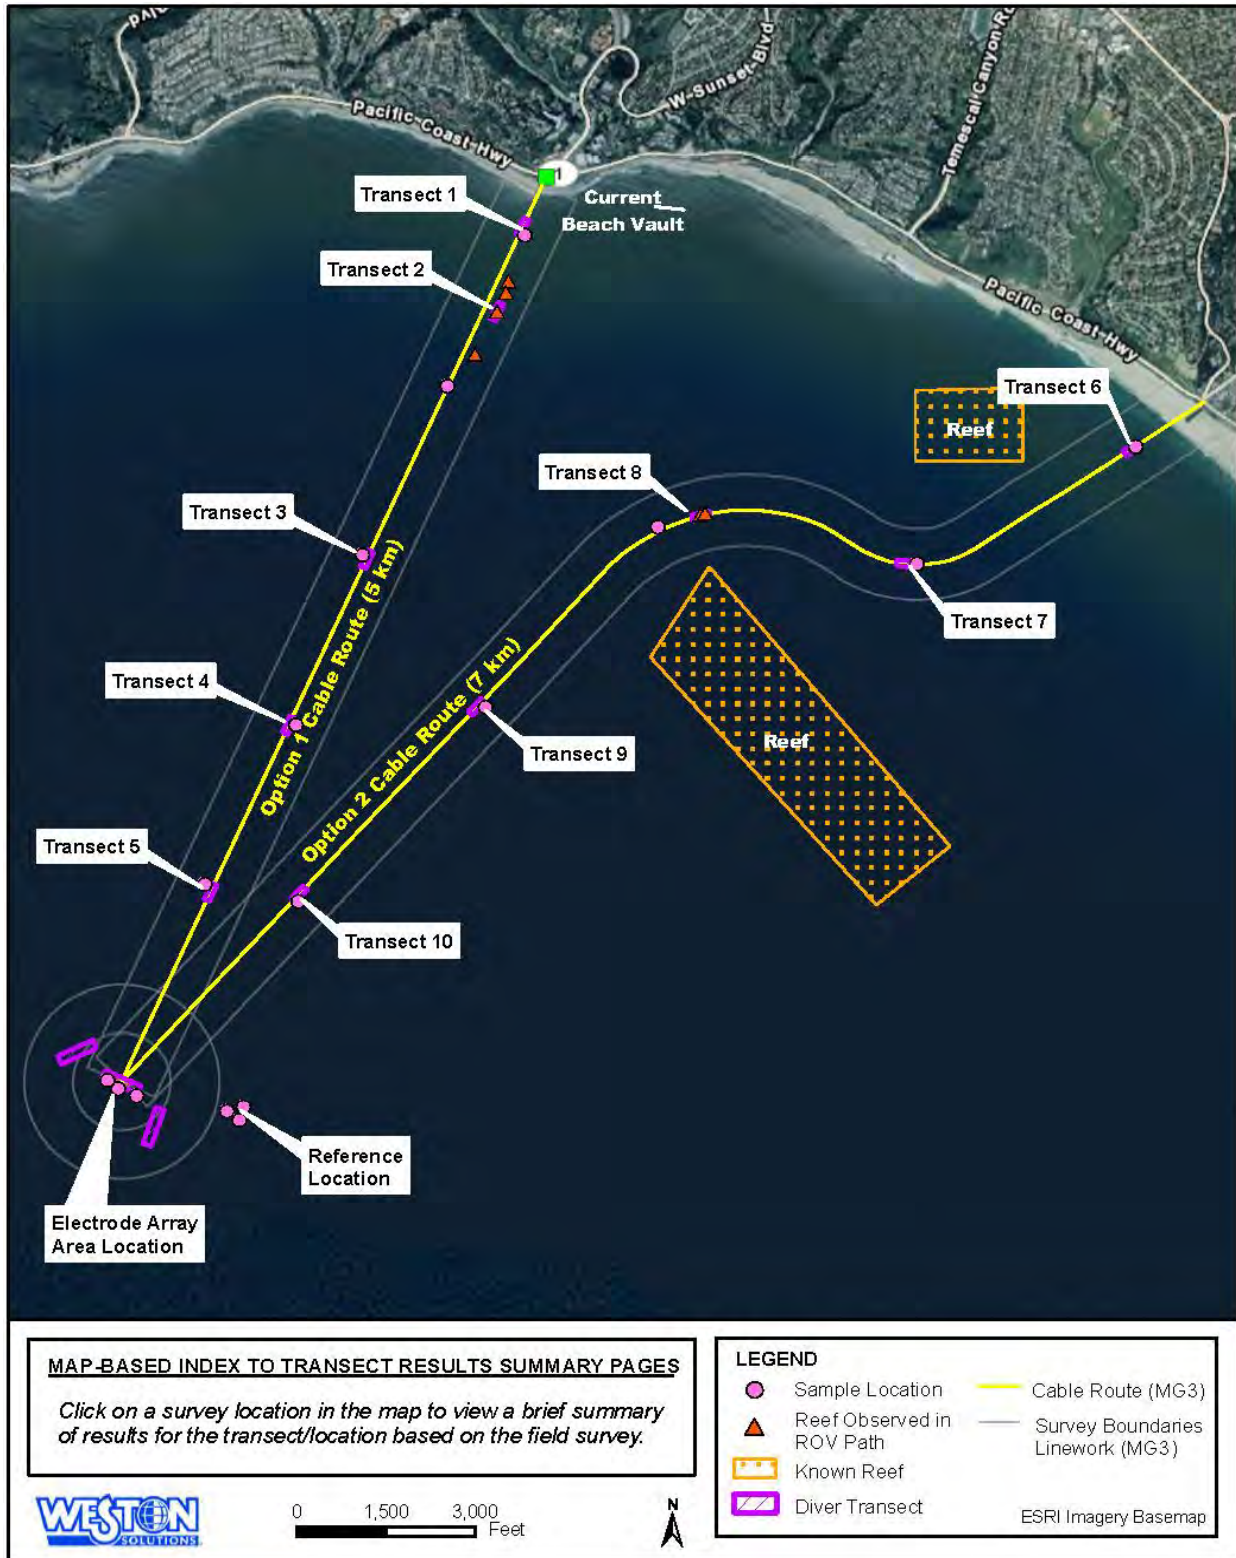 Pacific-Coast-Hwy
W-Sunset-Blvd
Temescal Canyon Rd
1
Current
Beach Vault
Transect 1
Transect 2
Pacific-Coast-Hwy
Transect 6
Reef
Transect 8
Transect 3
Transect 7
Option 1 Cable Route (5 km)
Option 2 Cable Route (7 km)
Transect 4
Reef
Transect 9
Transect 5
Transect 10
Reference
Location
Electrode Array
Area Location
MAP-BASED INDEX TO TRANSECT RESULTS SUMMARY PAGES
Click on a survey location in the map to view a brief summary
of results for the transect/location based on the field survey.
WESTON
SOLUTIONS
0 1,500 3,000
Feet
N
LEGEND
Sample Location
Reef Observed in
ROV Path
Known Reef
Diver Transect
Cable Route (MG3)
Survey Boundaries
Linework (MG3)
ESRI Imagery Basemap